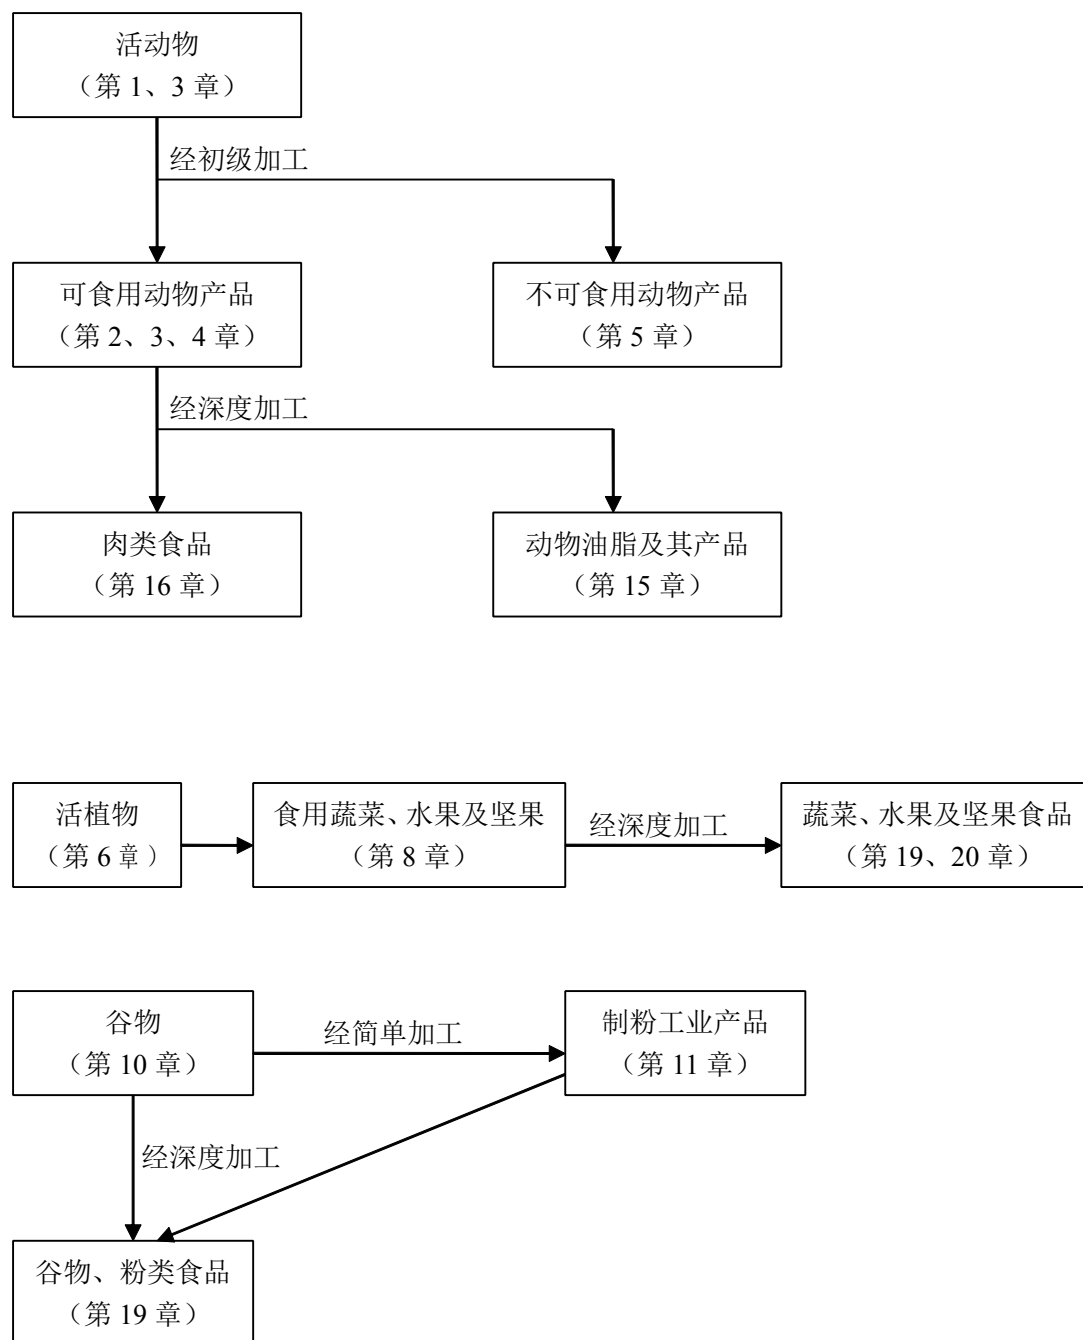 活动物
（第 1、3 章）
经初级加工
可食用动物产品
（第 2、3、4 章）
不可食用动物产品
（第 5 章）
经深度加工
肉类食品
（第 16 章）
动物油脂及其产品
（第 15 章）
活植物
（第 6 章）
食用蔬菜、水果及坚果
（第 8 章）
经深度加工
蔬菜、水果及坚果食品
（第 19、20 章）
谷物
（第 10 章）
经简单加工
制粉工业产品
（第 11 章）
经深度加工
谷物、粉类食品
（第 19 章）